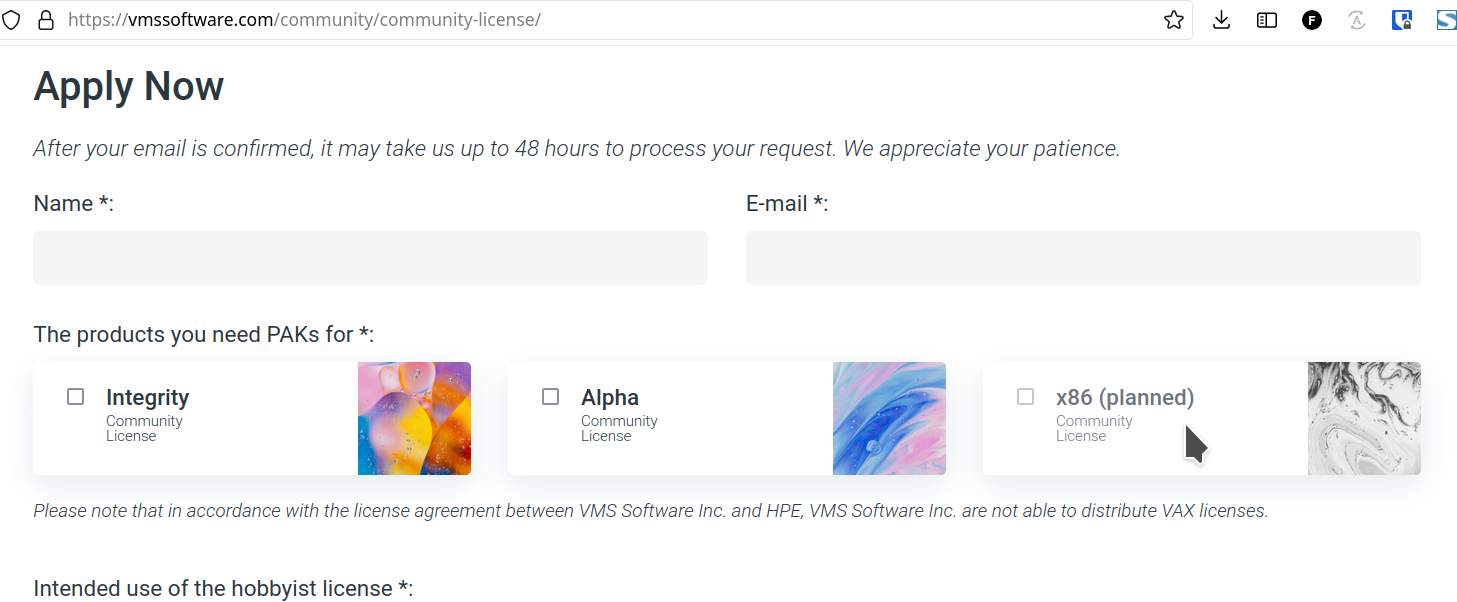 https://vmssoftware.com/community/community-license/
Apply Now
After your email is confirmed, it may take us up to 48 hours to process your request. We appreciate your patience.
Name *:
E-mail *:
The products you need PAKs for *:
Integrity
Community
License
Alpha
Community
License
x86 (planned)
Community
License
Please note that in accordance with the license agreement between VMS Software Inc. and HPE, VMS Software Inc. are not able to distribute VAX licenses.
Intended use of the hobbyist license *: